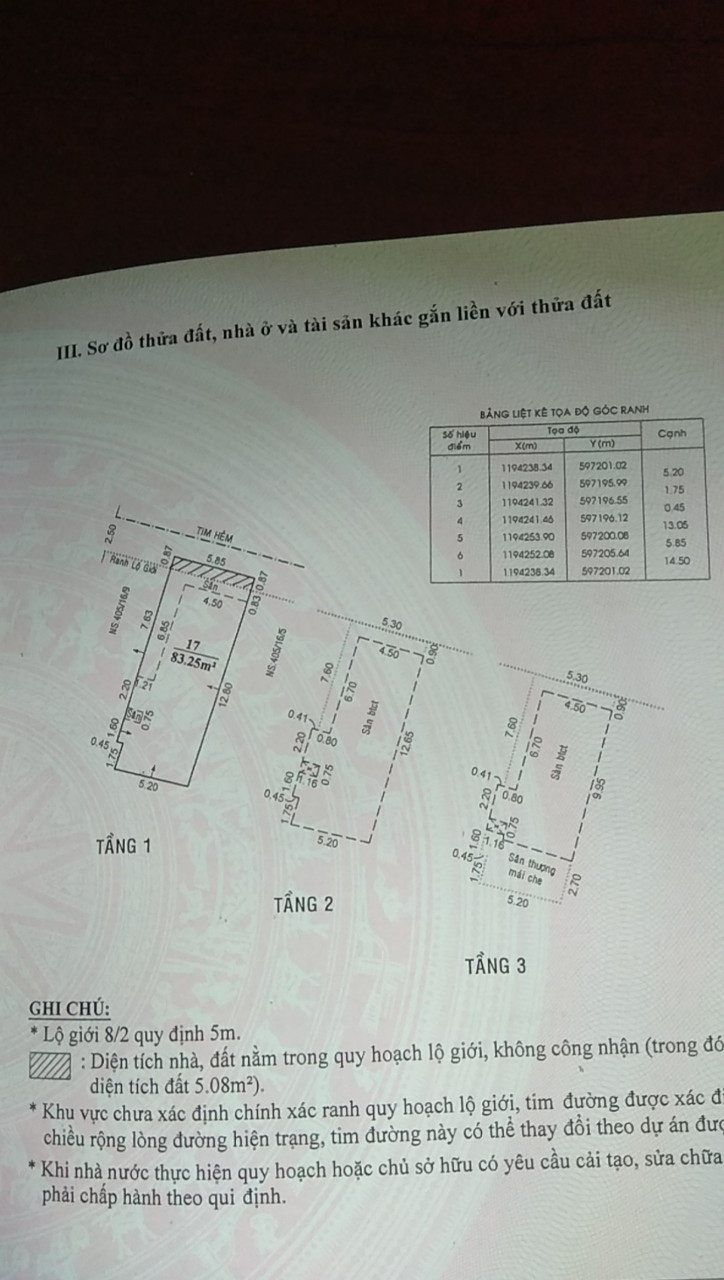 III. Sơ đồ thửa đất, nhà ở và tài sản khác gắn liền với thửa đất
BẢNG LIỆT KÊ TỌA ĐỘ GÓC RANH
Số hiệu điểm Tọa độ Cạnh
X(m) Y(m)
1 1194238.34 597201.02
5.20
2 1194239.66 597195.99
1.75
3 1194241.32 597196.55
0.45
4 1194241.45 597196.12
13.05
5 1194253.90 597200.08
5.85
6 1194252.08 597205.64
14.50
1 1194238.34 597201.02
TIM HẺM
2.50
Ranh Lộ Giới
0.87
5.85
0.87
Sân
4.50
0.83
NS:405/16/9
7.63
6.85
17
83.25m²
NS:405/16/5
12.80
2.20
Sân
0.75
1.60
0.45
1.75
5.20
TẦNG 1
5.30
4.50
0.90
7.60
6.70
Sàn btct
12.65
0.41
0.80
2.20
0.75
1.60
1.16
0.45
1.75
5.20
TẦNG 2
5.30
4.50
0.90
7.60
6.70
Sàn btct
9.95
0.41
0.80
2.20
0.75
1.60
1.16
0.45
1.75
Sân thượng
mái che
2.70
5.20
TẦNG 3
GHI CHÚ:
* Lộ giới 8/2 quy định 5m.
: Diện tích nhà, đất nằm trong quy hoạch lộ giới, không công nhận (trong đó
diện tích đất 5.08m²).
* Khu vực chưa xác định chính xác ranh quy hoạch lộ giới, tim đường được xác
chiều rộng lòng đường hiện trạng, tim đường này có thể thay đổi theo dự án
* Khi nhà nước thực hiện quy hoạch hoặc chủ sở hữu có yêu cầu cải tạo, sửa chữa
phải chấp hành theo qui định.